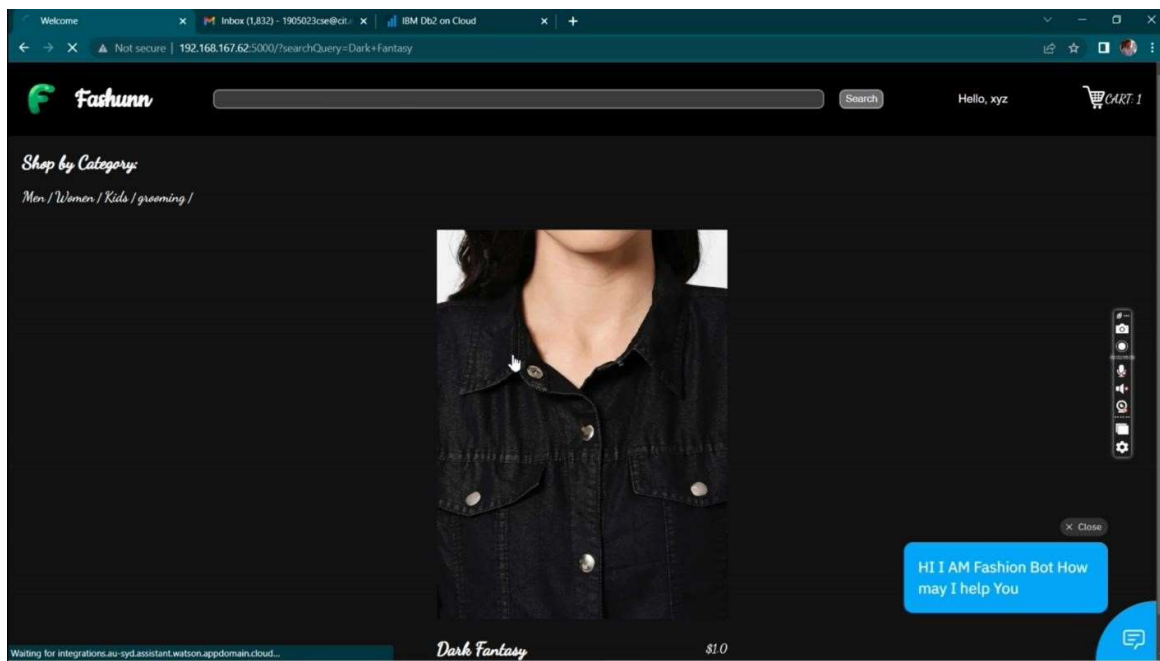 Welcome
Inbox (1,832) - 1905023cse@cit.
IBM Db2 on Cloud
Not secure | 192.168.167.62:5000/?searchQuery=Dark+Fantasy
Fashunn
Search
Hello, xyz
CART: 1
Shop by Category:
Men / Women / Kids / grooming /
Close
HI I AM Fashion Bot How
may I help You
Dark Fantasy
$1.0
Waiting for integrations.au-syd.assistant.watson.appdomain.cloud...